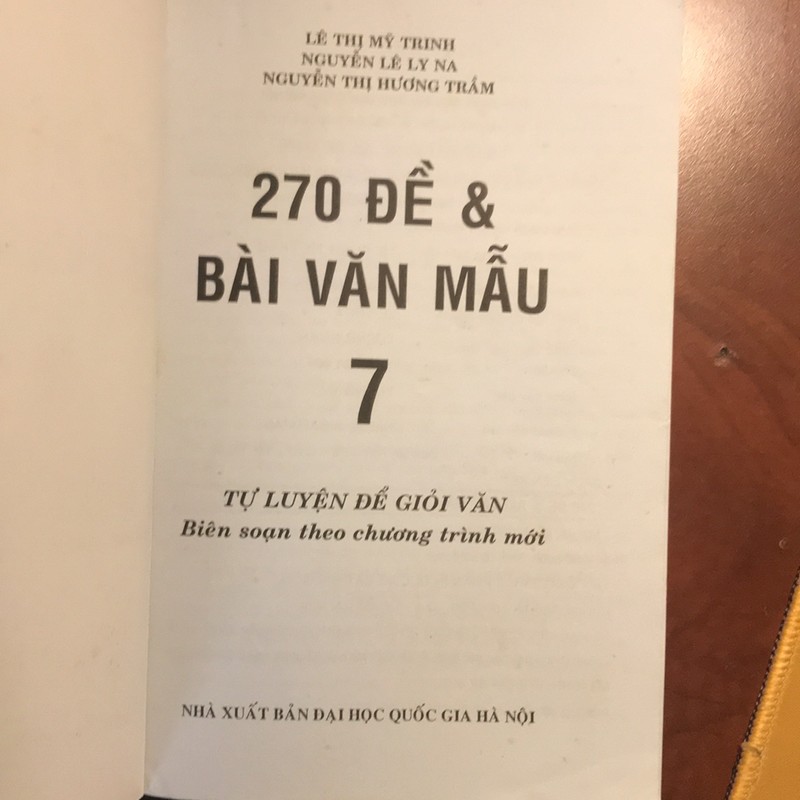 LÊ THỊ MỸ TRINH
NGUYỄN LÊ LY NA
NGUYỄN THỊ HƯƠNG TRẦM
270 ĐỀ &
BÀI VĂN MẪU
7
TỰ LUYỆN ĐỂ GIỎI VĂN
Biên soạn theo chương trình mới
NHÀ XUẤT BẢN ĐẠI HỌC QUỐC GIA HÀ NỘI